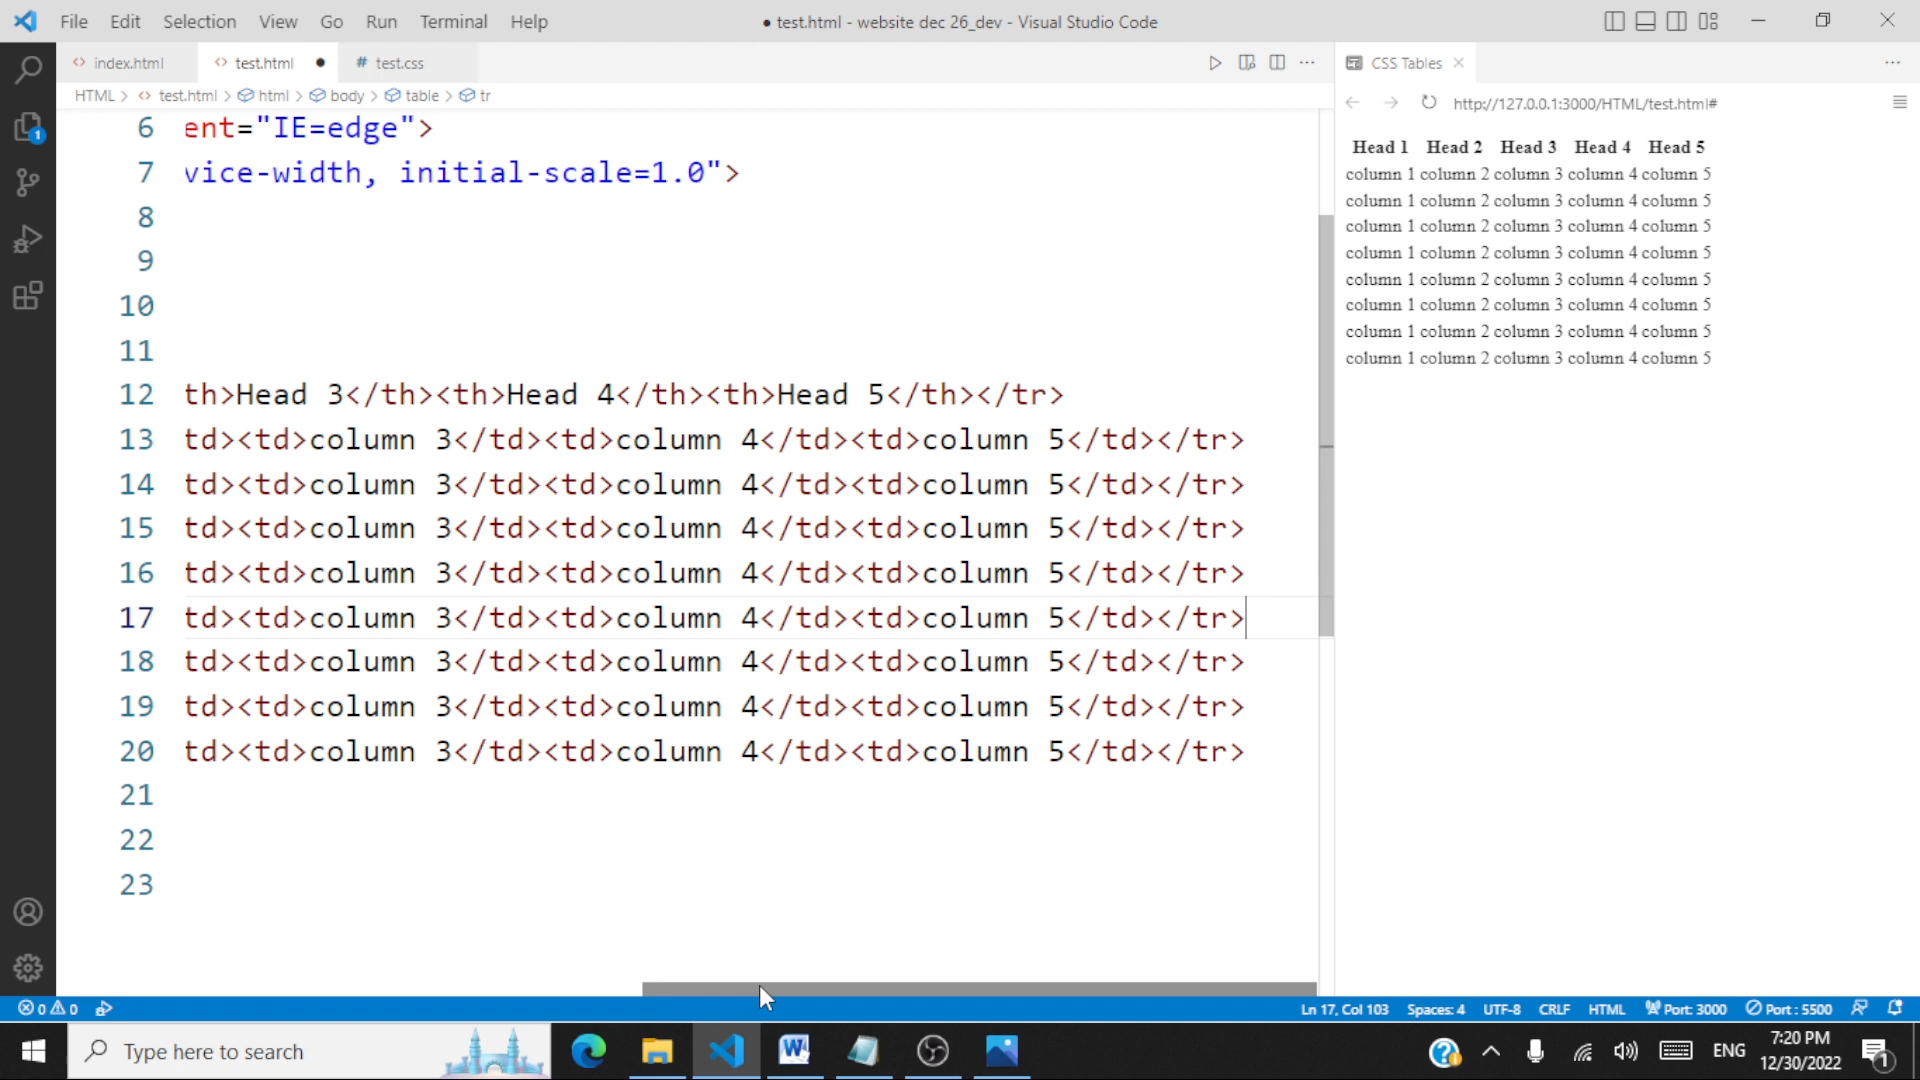 File Edit Selection View Go Run Terminal Help ● test.html - website dec 26_dev - Visual Studio Code
<> index.html <> test.html ● # test.css
CSS Tables
HTML > <> test.html > html > body > table > tr
http://127.0.0.1:3000/HTML/test.html#
6 ent="IE=edge">
7 vice-width, initial-scale=1.0">
8
9
10
11
12 th>Head 3</th><th>Head 4</th><th>Head 5</th></tr>
13 td><td>column 3</td><td>column 4</td><td>column 5</td></tr>
14 td><td>column 3</td><td>column 4</td><td>column 5</td></tr>
15 td><td>column 3</td><td>column 4</td><td>column 5</td></tr>
16 td><td>column 3</td><td>column 4</td><td>column 5</td></tr>
17 td><td>column 3</td><td>column 4</td><td>column 5</td></tr>
18 td><td>column 3</td><td>column 4</td><td>column 5</td></tr>
19 td><td>column 3</td><td>column 4</td><td>column 5</td></tr>
20 td><td>column 3</td><td>column 4</td><td>column 5</td></tr>
21
22
23
Head 1 Head 2 Head 3 Head 4 Head 5
column 1 column 2 column 3 column 4 column 5
column 1 column 2 column 3 column 4 column 5
column 1 column 2 column 3 column 4 column 5
column 1 column 2 column 3 column 4 column 5
column 1 column 2 column 3 column 4 column 5
column 1 column 2 column 3 column 4 column 5
column 1 column 2 column 3 column 4 column 5
column 1 column 2 column 3 column 4 column 5
1
0 0 Ln 17, Col 103 Spaces: 4 UTF-8 CRLF HTML Port: 3000 Port : 5500
Type here to search
ENG
7:20 PM
12/30/2022
1